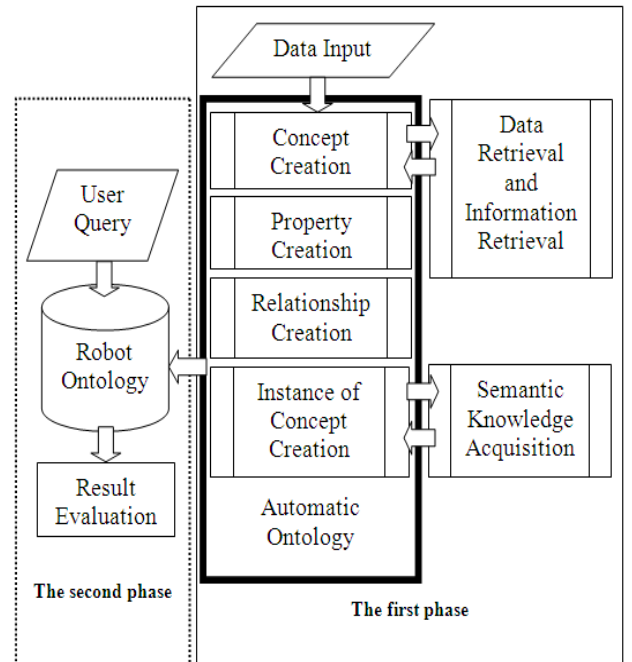 Data Input
Concept
Creation
Data
Retrieval
and
Information
Retrieval
User
Query
Property
Creation
Relationship
Creation
Robot
Ontology
Instance of
Concept
Creation
Semantic
Knowledge
Acquisition
Result
Evaluation
Automatic
Ontology
The second phase
The first phase